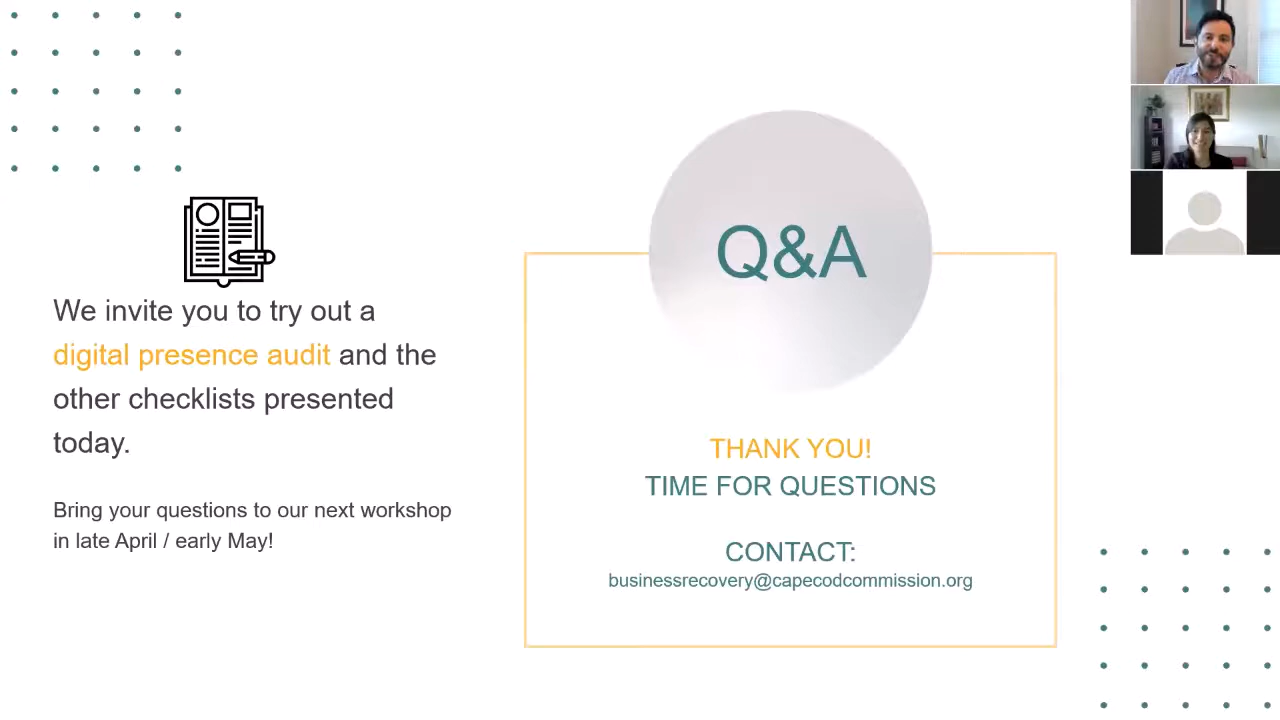 We invite you to try out a
digital presence audit and the
other checklists presented
today.
Bring your questions to our next workshop
in late April / early May!
Q&A
THANK YOU!
TIME FOR QUESTIONS
CONTACT:
businessrecovery@capecodcommission.org